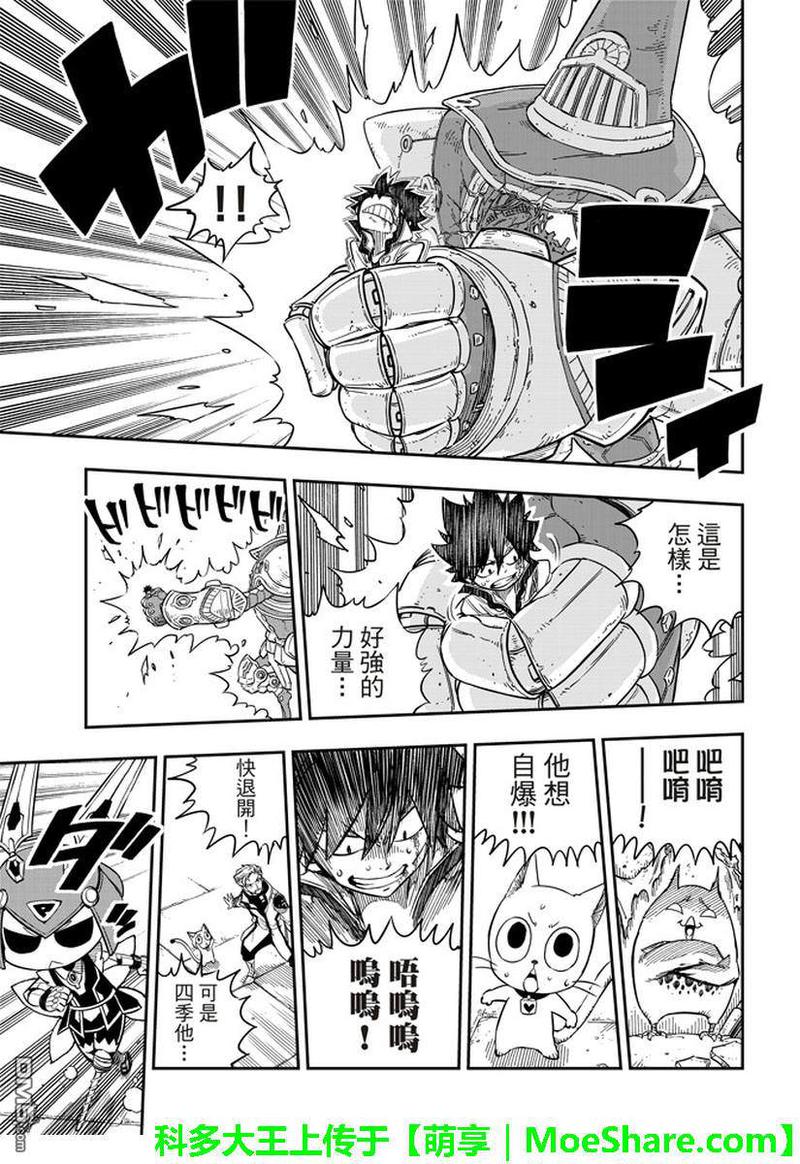 ガシィ
!!
這是
怎樣…
好強的
力量…
ビビビビビ
吧唷
吧唷
——!
他想
自爆!!!
唔嗚嗚
嗚嗚!
快退開!
可是
四季他…
ダッ
科多大王上传于【萌享|MoeShare.com】